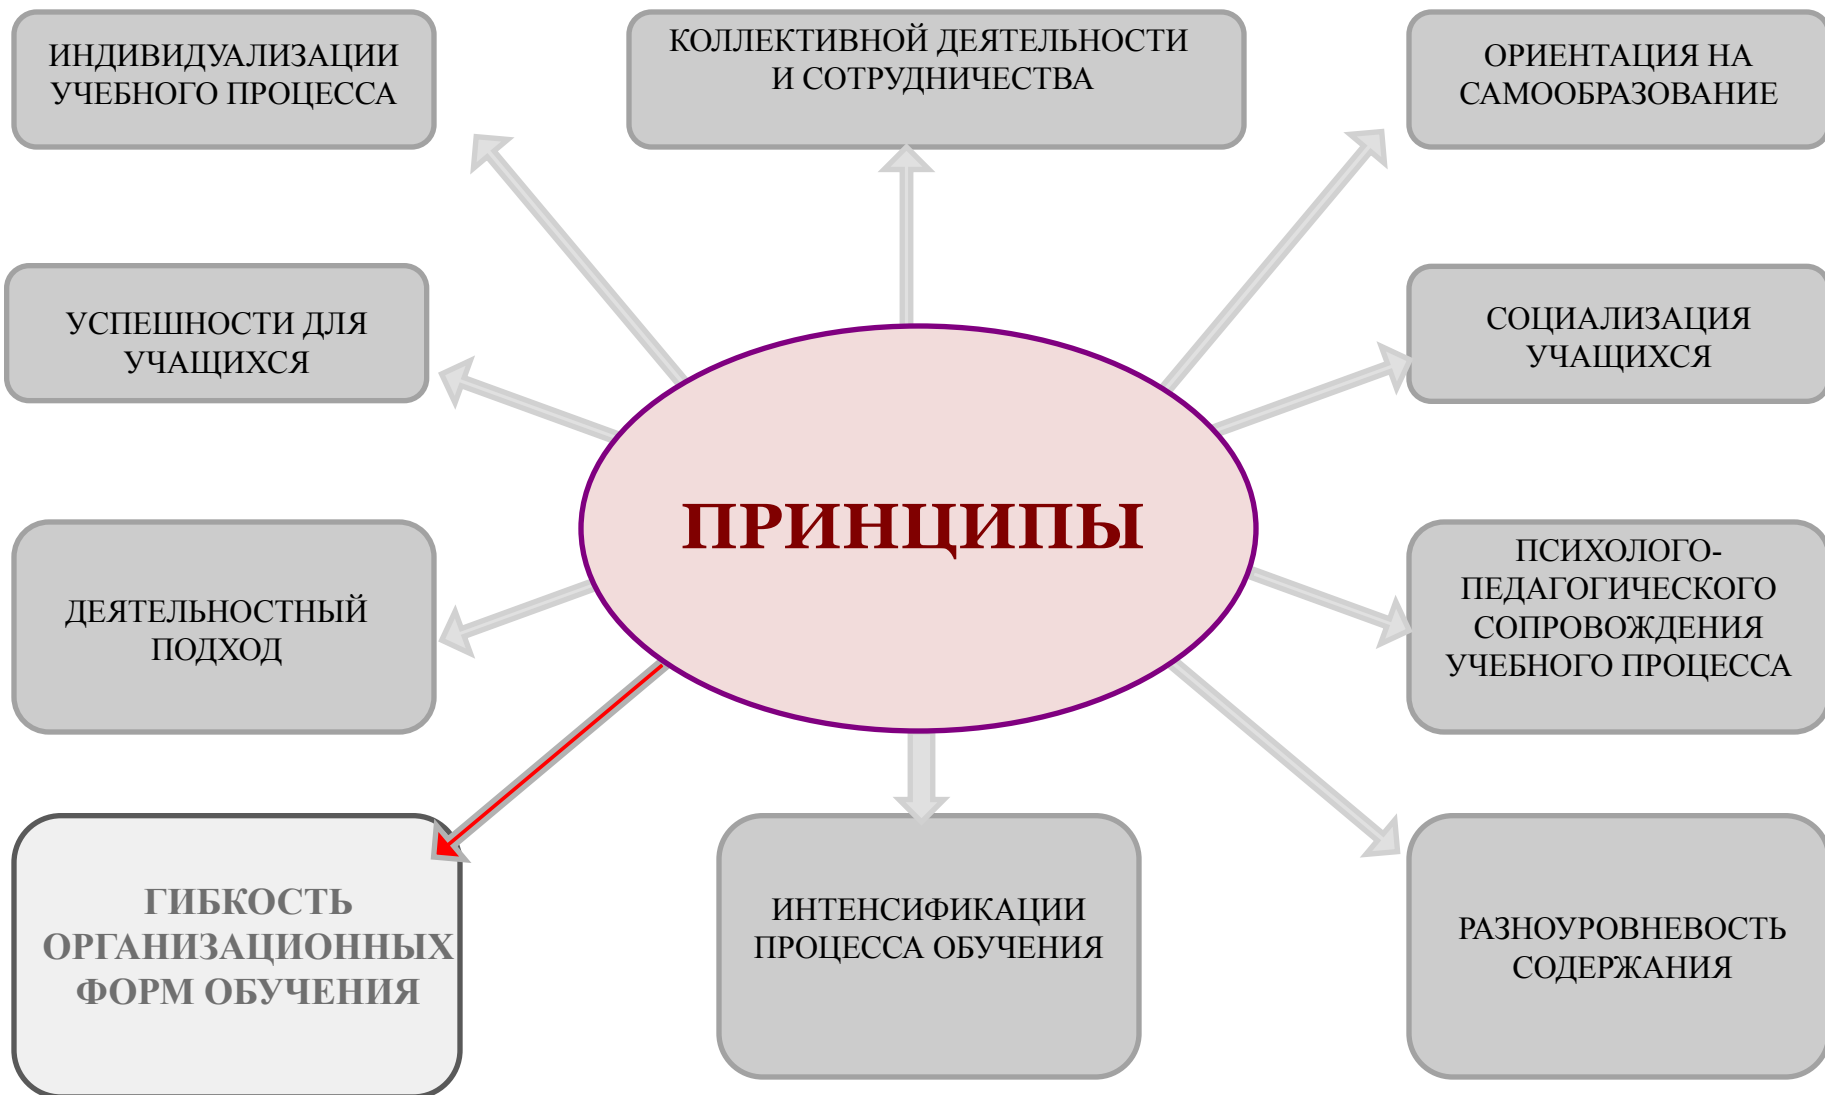 ИНДИВИДУАЛИЗАЦИИ
УЧЕБНОГО ПРОЦЕССА
КОЛЛЕКТИВНОЙ ДЕЯТЕЛЬНОСТИ
И СОТРУДНИЧЕСТВА
ОРИЕНТАЦИЯ НА
САМООБРАЗОВАНИЕ
УСПЕШНОСТИ ДЛЯ
УЧАЩИХСЯ
СОЦИАЛИЗАЦИЯ
УЧАЩИХСЯ
ПРИНЦИПЫ
ДЕЯТЕЛЬНОСТНЫЙ
ПОДХОД
ПСИХОЛОГО-
ПЕДАГОГИЧЕСКОГО
СОПРОВОЖДЕНИЯ
УЧЕБНОГО ПРОЦЕССА
ГИБКОСТЬ
ОРГАНИЗАЦИОННЫХ
ФОРМ ОБУЧЕНИЯ
ИНТЕНСИФИКАЦИИ
ПРОЦЕССА ОБУЧЕНИЯ
РАЗНОУРОВНЕВОСТЬ
СОДЕРЖАНИЯ